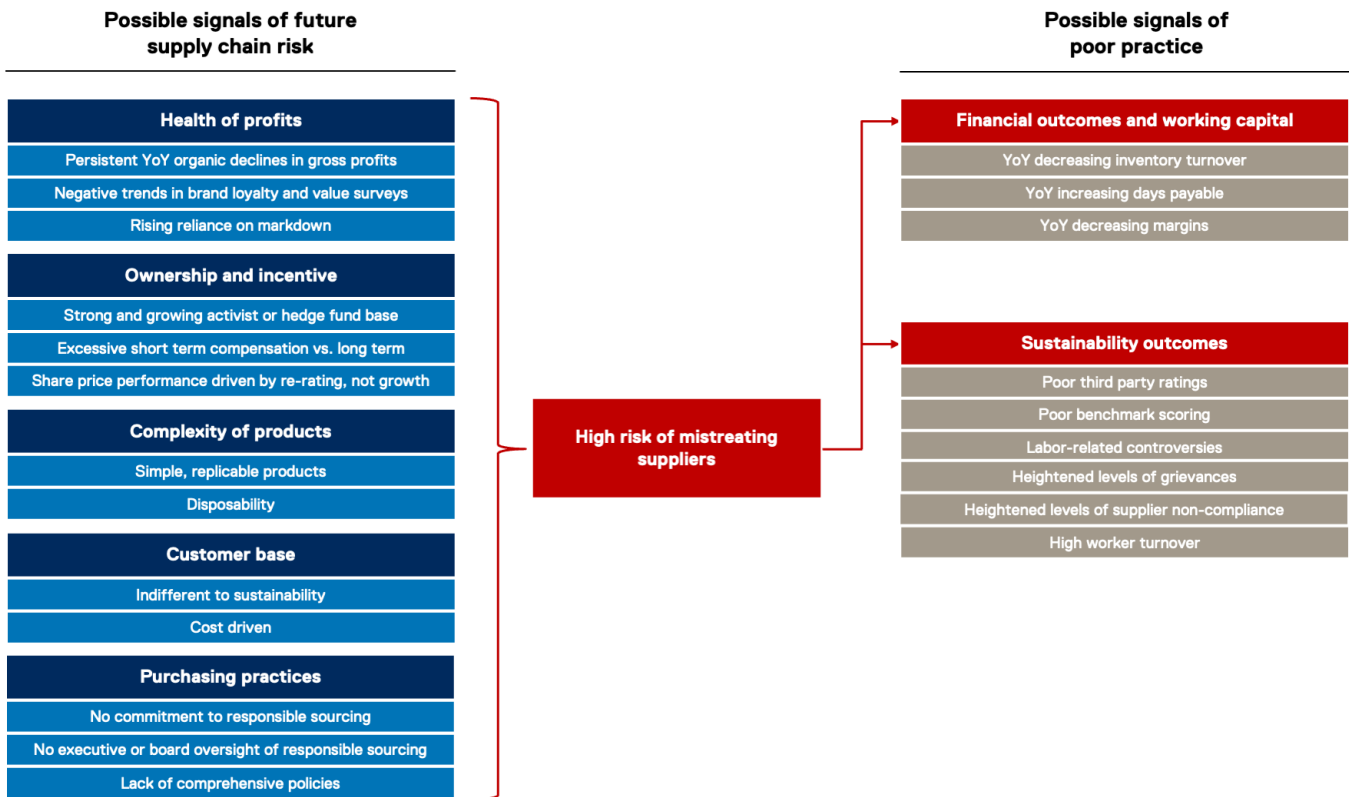 Possible signals of future
supply chain risk
Health of profits
Persistent YoY organic declines in gross profits
Negative trends in brand loyalty and value surveys
Rising reliance on markdown
Ownership and incentive
Strong and growing activist or hedge fund base
Excessive short term compensation vs. long term
Share price performance driven by re-rating, not growth
Complexity of products
Simple, replicable products
Disposability
Customer base
Indifferent to sustainability
Cost driven
Purchasing practices
No commitment to responsible sourcing
No executive or board oversight of responsible sourcing
Lack of comprehensive policies
High risk of mistreating
suppliers
Possible signals of
poor practice
Financial outcomes and working capital
YoY decreasing inventory turnover
YoY increasing days payable
YoY decreasing margins
Sustainability outcomes
Poor third party ratings
Poor benchmark scoring
Labor-related controversies
Heightened levels of grievances
Heightened levels of supplier non-compliance
High worker turnover